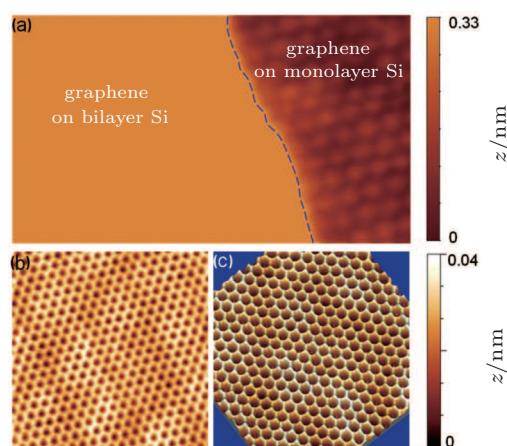 (a)
graphene
on monolayer Si
graphene
on bilayer Si
0.33
z/nm
0
(b)
(c)
0.04
z/nm
0